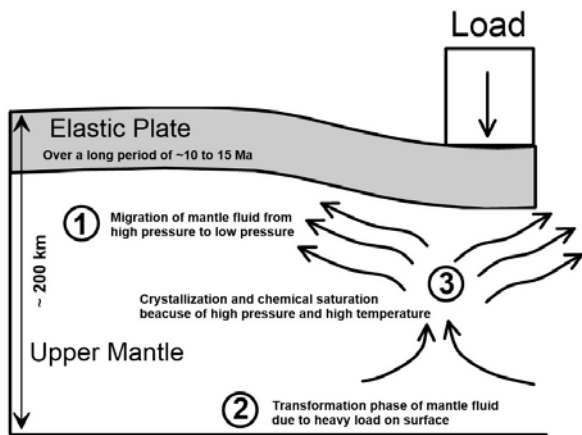 Load
Elastic Plate
Over a long period of ~10 to 15 Ma
1
Migration of mantle fluid from
high pressure to low pressure
3
~ 200 km
Crystallization and chemical saturation
beacuse of high pressure and high temperature
Upper Mantle
2
Transformation phase of mantle fluid
due to heavy load on surface